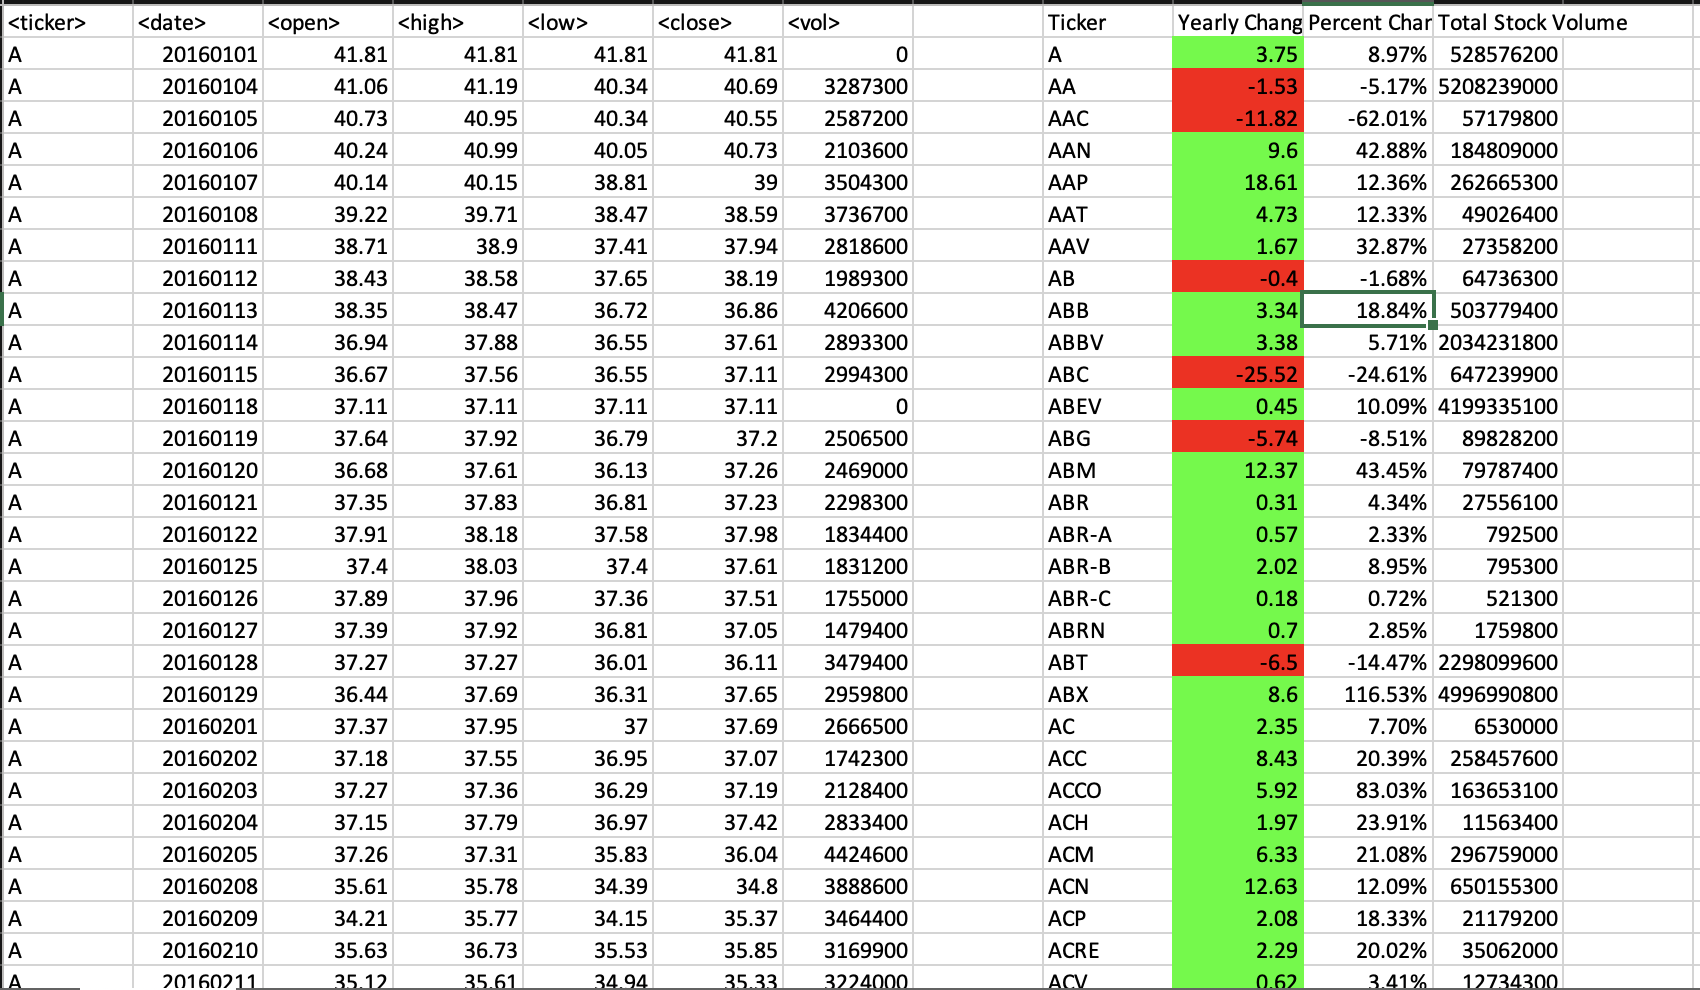 <ticker> <date> <open> <high> <low> <close> <vol> Ticker Yearly Chang Percent Char Total Stock Volume
A 20160101 41.81 41.81 41.81 41.81 0 A 3.75 8.97% 528576200
A 20160104 41.06 41.19 40.34 40.69 3287300 AA -1.53 -5.17% 5208239000
A 20160105 40.73 40.95 40.34 40.55 2587200 AAC -11.82 -62.01% 57179800
A 20160106 40.24 40.99 40.05 40.73 2103600 AAN 9.6 42.88% 184809000
A 20160107 40.14 40.15 38.81 39 3504300 AAP 18.61 12.36% 262665300
A 20160108 39.22 39.71 38.47 38.59 3736700 AAT 4.73 12.33% 49026400
A 20160111 38.71 38.9 37.41 37.94 2818600 AAV 1.67 32.87% 27358200
A 20160112 38.43 38.58 37.65 38.19 1989300 AB -0.4 -1.68% 64736300
A 20160113 38.35 38.47 36.72 36.86 4206600 ABB 3.34 18.84% 503779400
A 20160114 36.94 37.88 36.55 37.61 2893300 ABBV 3.38 5.71% 2034231800
A 20160115 36.67 37.56 36.55 37.11 2994300 ABC -25.52 -24.61% 647239900
A 20160118 37.11 37.11 37.11 37.11 0 ABEV 0.45 10.09% 4199335100
A 20160119 37.64 37.92 36.79 37.2 2506500 ABG -5.74 -8.51% 89828200
A 20160120 36.68 37.61 36.13 37.26 2469000 ABM 12.37 43.45% 79787400
A 20160121 37.35 37.83 36.81 37.23 2298300 ABR 0.31 4.34% 27556100
A 20160122 37.91 38.18 37.58 37.98 1834400 ABR-A 0.57 2.33% 792500
A 20160125 37.4 38.03 37.4 37.61 1831200 ABR-B 2.02 8.95% 795300
A 20160126 37.89 37.96 37.36 37.51 1755000 ABR-C 0.18 0.72% 521300
A 20160127 37.39 37.92 36.81 37.05 1479400 ABRN 0.7 2.85% 1759800
A 20160128 37.27 37.27 36.01 36.11 3479400 ABT -6.5 -14.47% 2298099600
A 20160129 36.44 37.69 36.31 37.65 2959800 ABX 8.6 116.53% 4996990800
A 20160201 37.37 37.95 37 37.69 2666500 AC 2.35 7.70% 6530000
A 20160202 37.18 37.55 36.95 37.07 1742300 ACC 8.43 20.39% 258457600
A 20160203 37.27 37.36 36.29 37.19 2128400 ACCO 5.92 83.03% 163653100
A 20160204 37.15 37.79 36.97 37.42 2833400 ACH 1.97 23.91% 11563400
A 20160205 37.26 37.31 35.83 36.04 4424600 ACM 6.33 21.08% 296759000
A 20160208 35.61 35.78 34.39 34.8 3888600 ACN 12.63 12.09% 650155300
A 20160209 34.21 35.77 34.15 35.37 3464400 ACP 2.08 18.33% 21179200
A 20160210 35.63 36.73 35.53 35.85 3169900 ACRE 2.29 20.02% 35062000
A 20160211 35.12 35.61 34.94 35.33 3224000 ACV 0.62 3.41% 12734300